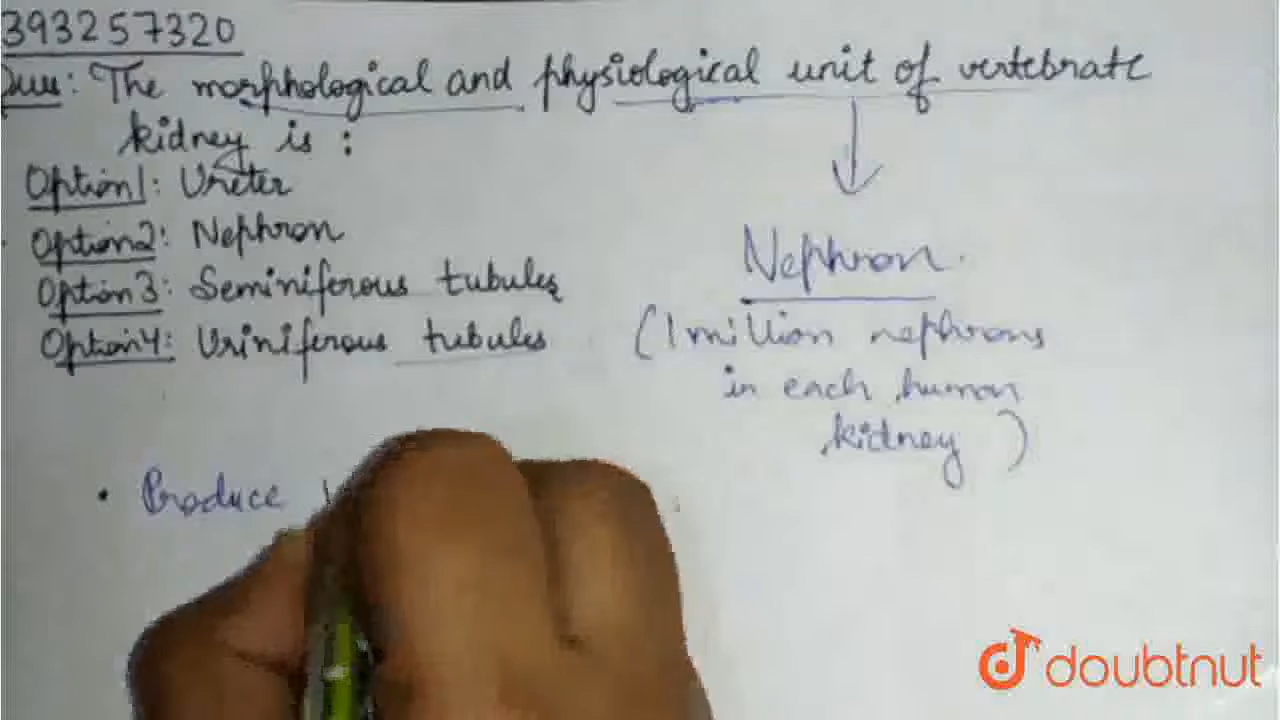 393257320
Ques: The morphological and physiological unit of vertebrate
kidney is :
Option1: Ureter
Option2: Nephron
Option3: Seminiferous tubules
Option4: Uriniferous tubules
Nephron.
(1 million nephrons
in each human
kidney)
• Produce
doubtnut